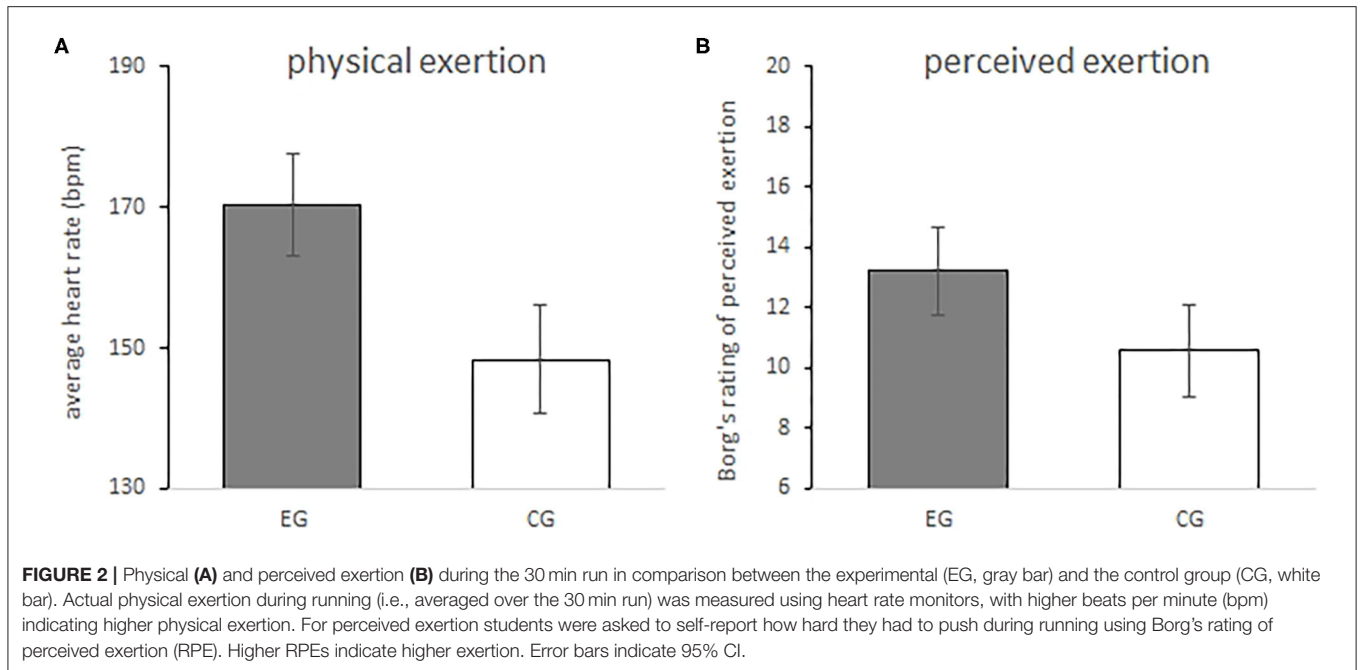 A
physical exertion
190
170
150
130
average heart rate (bpm)
EG CG
B
perceived exertion
20
18
16
14
12
10
8
6
Borg's rating of perceived exertion
EG CG
FIGURE 2 | Physical (A) and perceived exertion (B) during the 30 min run in comparison between the experimental (EG, gray bar) and the control group (CG, white
bar). Actual physical exertion during running (i.e., averaged over the 30 min run) was measured using heart rate monitors, with higher beats per minute (bpm)
indicating higher physical exertion. For perceived exertion students were asked to self-report how hard they had to push during running using Borg's rating of
perceived exertion (RPE). Higher RPEs indicate higher exertion. Error bars indicate 95% CI.